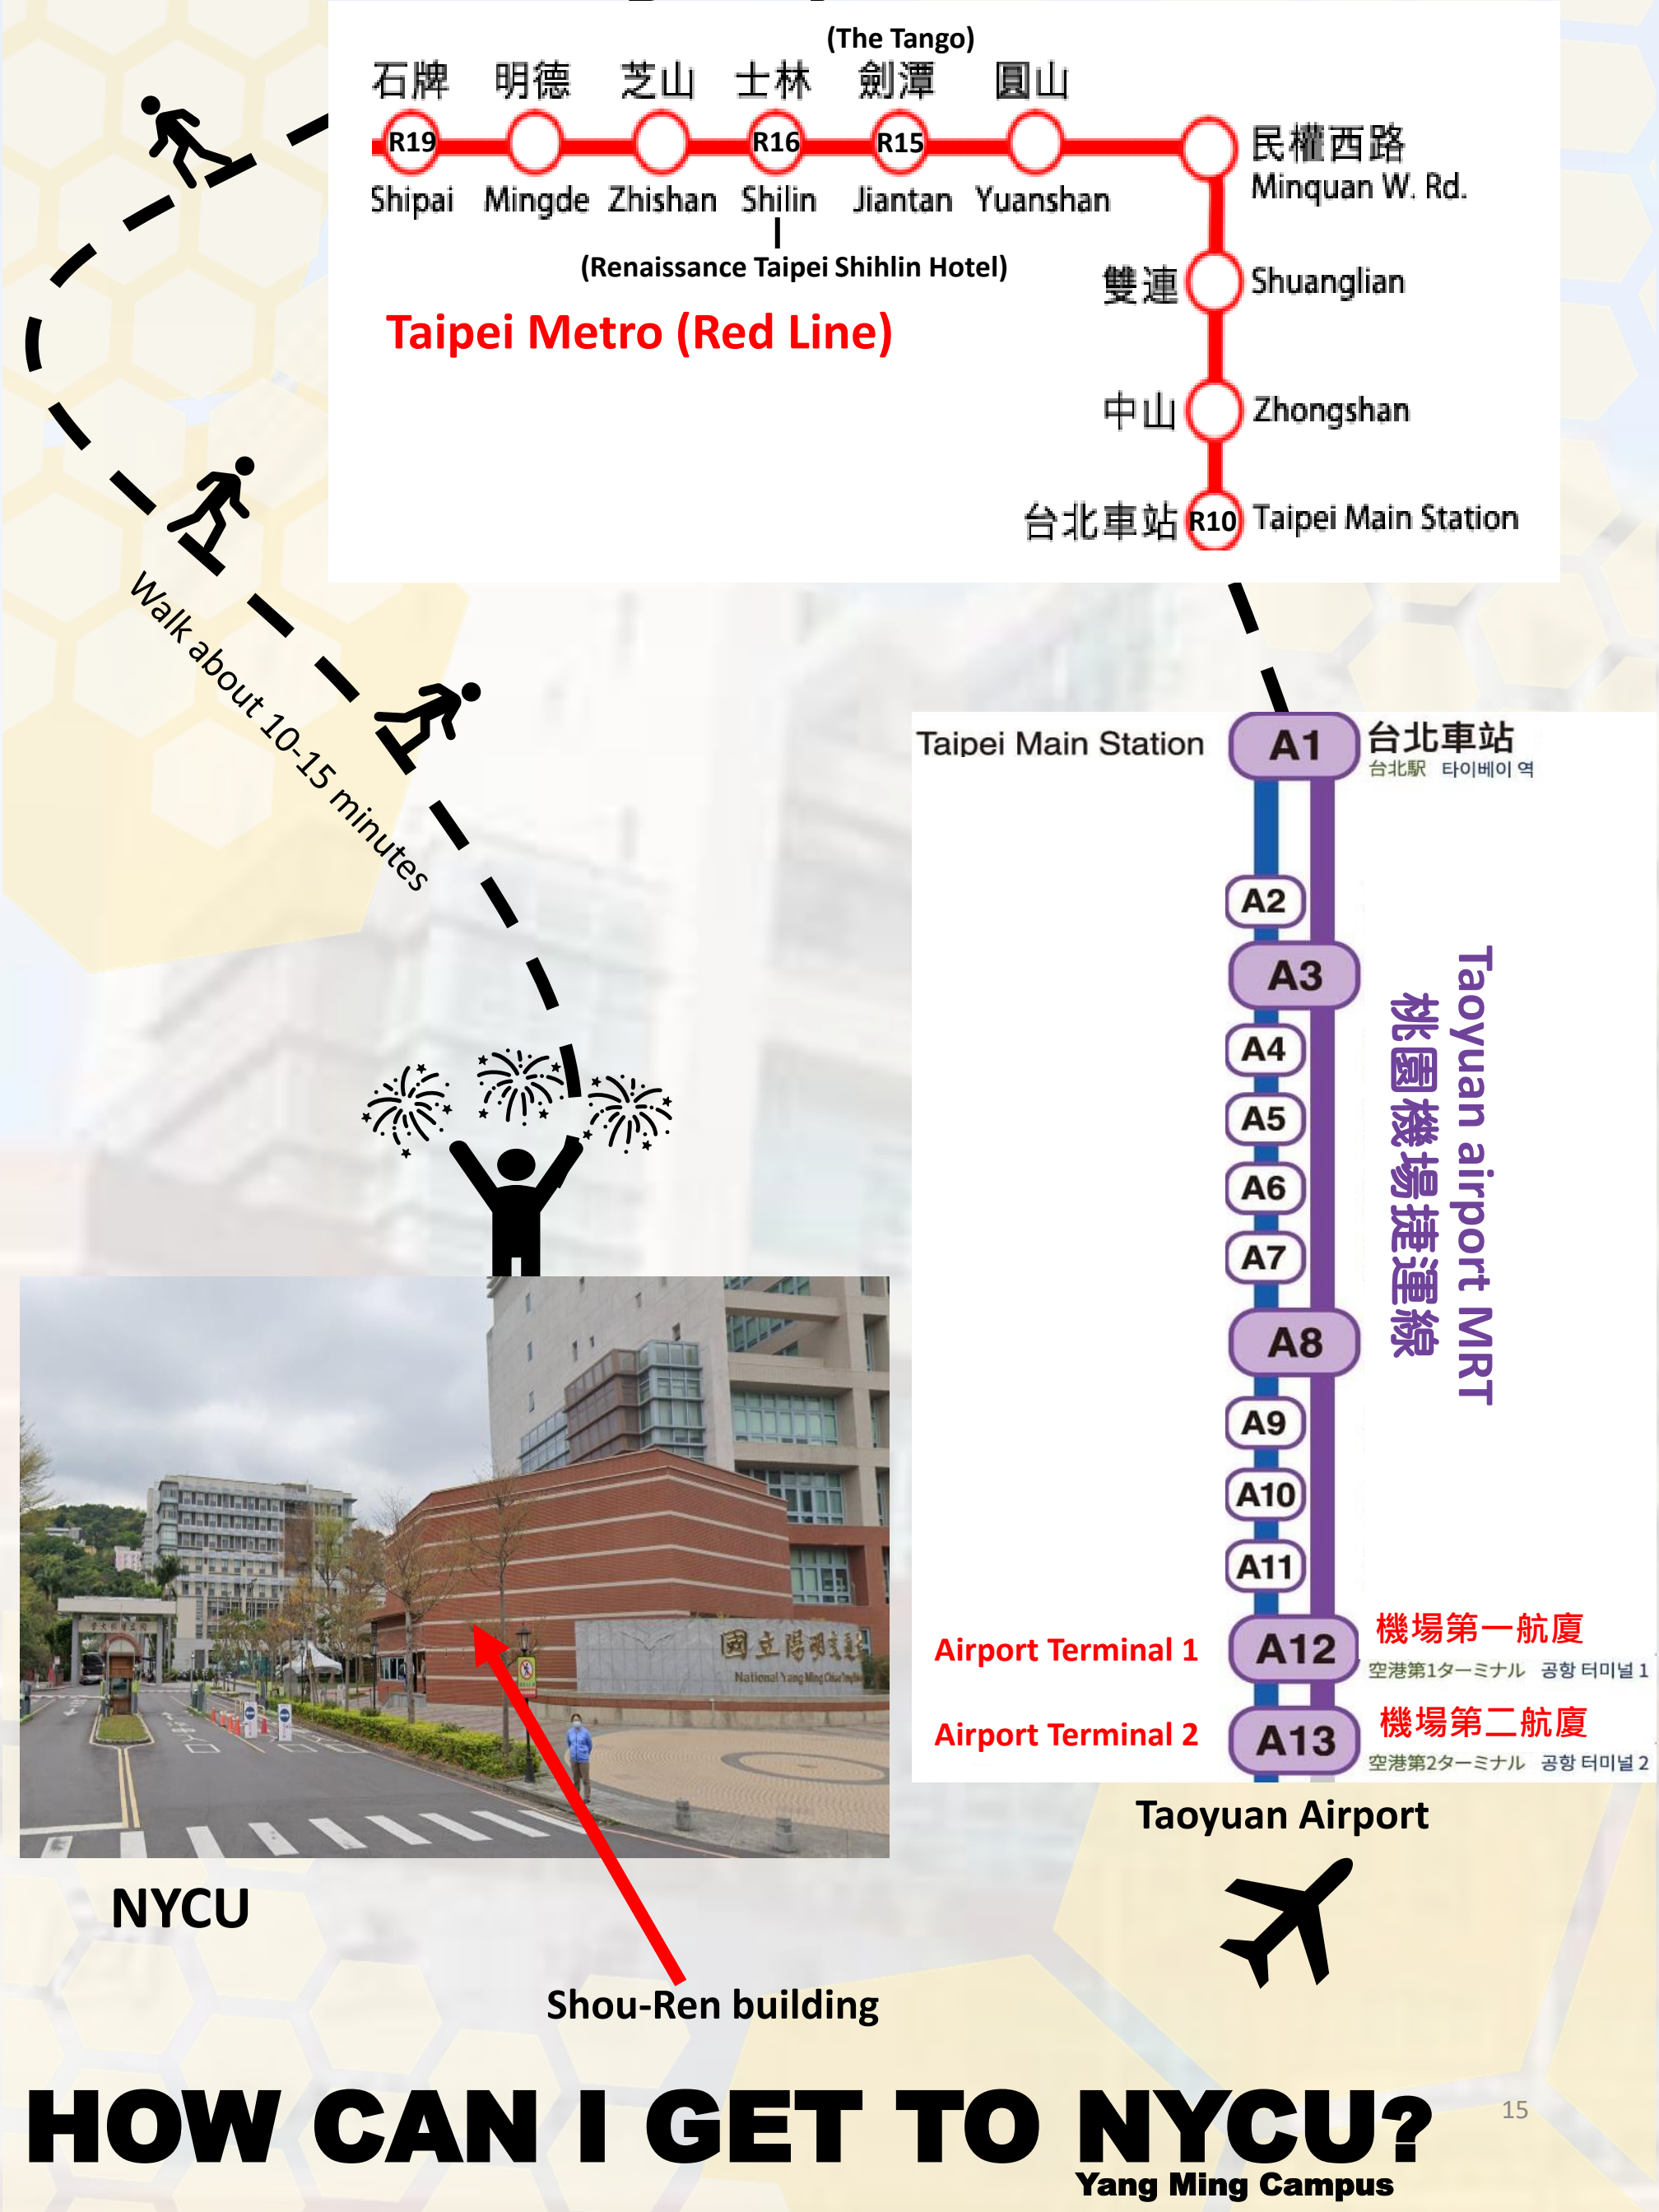 (The Tango)
石牌 明德 芝山 士林 劍潭 圓山
R19 R16 R15
Shipai Mingde Zhishan Shilin Jiantan Yuanshan
民權西路
Minquan W. Rd.
(Renaissance Taipei Shihlin Hotel)
雙連 Shuanglian
Taipei Metro (Red Line)
中山 Zhongshan
台北車站 R10 Taipei Main Station
Walk about 10-15 minutes
Taipei Main Station A1 台北車站
台北駅 타이베이 역
A2
A3
A4
A5
A6
A7
A8
A9
A10
A11
Taoyuan airport MRT
桃園機場捷運線
Airport Terminal 1 A12 機場第一航廈
空港第1ターミナル 공항 터미널 1
Airport Terminal 2 A13 機場第二航廈
空港第2ターミナル 공항 터미널 2
Taoyuan Airport
國立陽明交通
National Yang Ming Chiao
NYCU
Shou-Ren building
HOW CAN I GET TO NYCU?
Yang Ming Campus
15